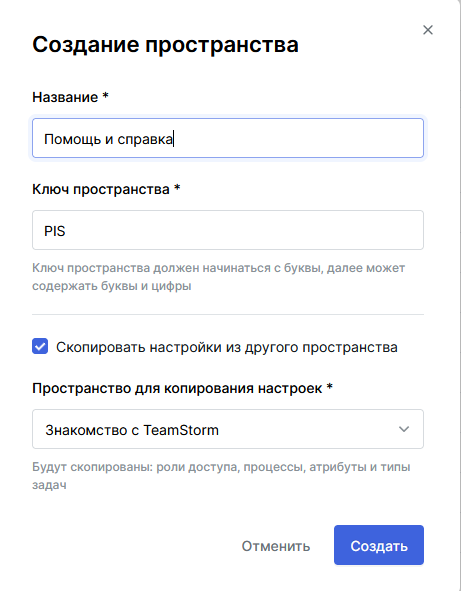 Создание пространства
Название *
Помощь и справка
Ключ пространства *
PIS
Ключ пространства должен начинаться с буквы, далее может
содержать буквы и цифры
Скопировать настройки из другого пространства
Пространство для копирования настроек *
Знакомство с TeamStorm
Будут скопированы: роли доступа, процессы, атрибуты и типы
задач
Отменить
Создать